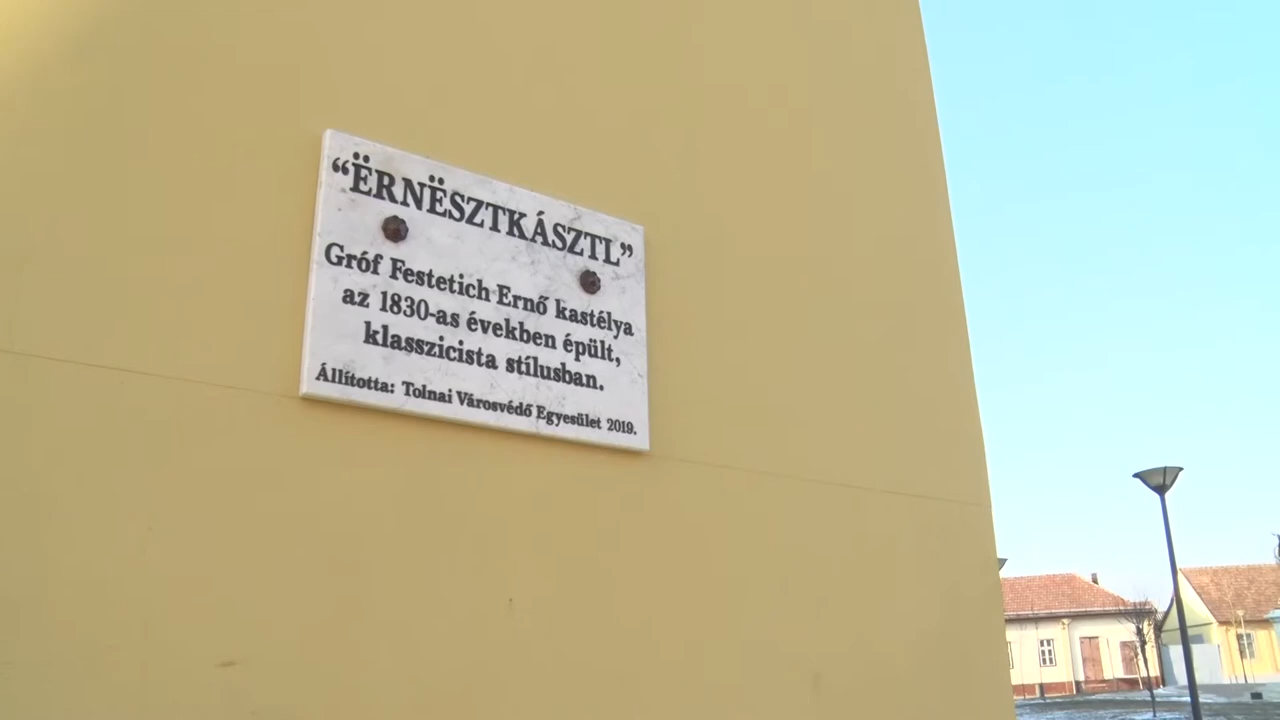 “ËRNËSZTKÁSZTL”
Gróf Festetich Ernő kastélya
az 1830-as években épült,
klasszicista stílusban.
Állította: Tolnai Városvédő Egyesület 2019.